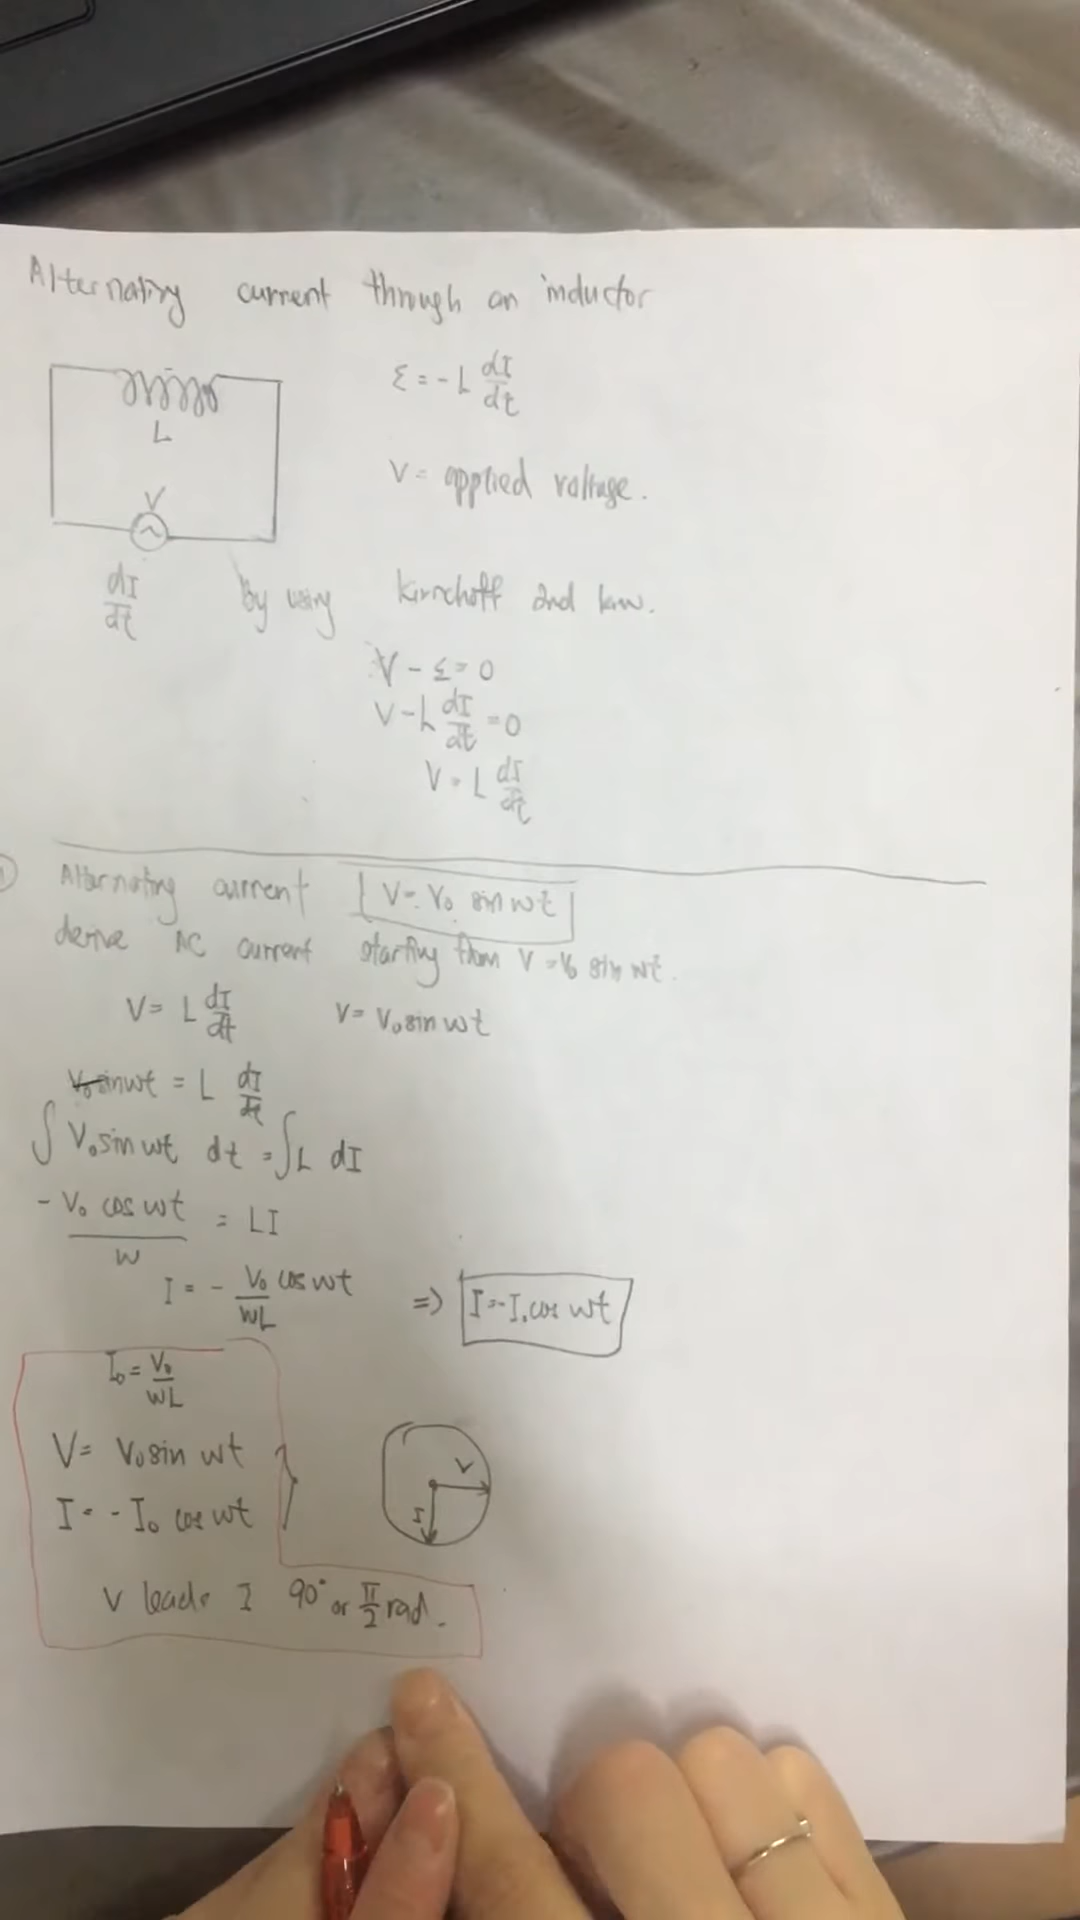 Alternating current through an inductor
ε = - L dI/dt
L
V = applied voltage.
V
dI/dt by using kirrchoff 2nd law.
V - ε = 0
V - L dI/dt = 0
V = L dI/dt
Alternating current V = V₀ sin wt
derive AC current starting from V = V₀ sin wt.
V = L dI/dt V = V₀ sin wt
V₀ sin wt = L dI/dt
∫ V₀ sin wt dt = ∫ L dI
- V₀ cos wt / w = LI
I = - V₀/wL cos wt => I = - I₀ cos wt
I₀ = V₀/wL
V = V₀ sin wt
V
I = - I₀ cos wt
I
V leads I 90° or π/2 rad.